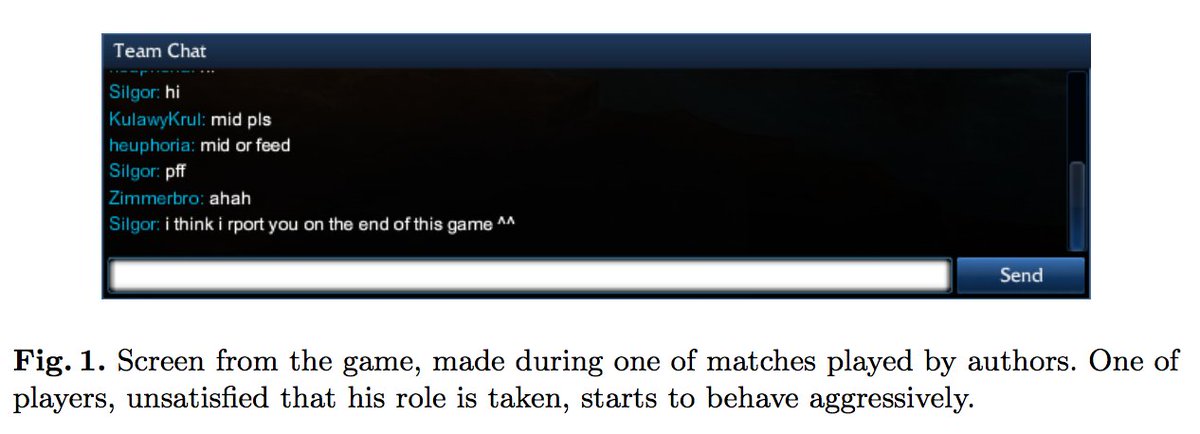 Team Chat
Silgor: hi
KulawyKrul: mid pls
heuphoria: mid or feed
Silgor: pff
Zimmerbro: ahah
Silgor: i think i rport you on the end of this game ^^
Send
Fig. 1. Screen from the game, made during one of matches played by authors. One of
players, unsatisfied that his role is taken, starts to behave aggressively.